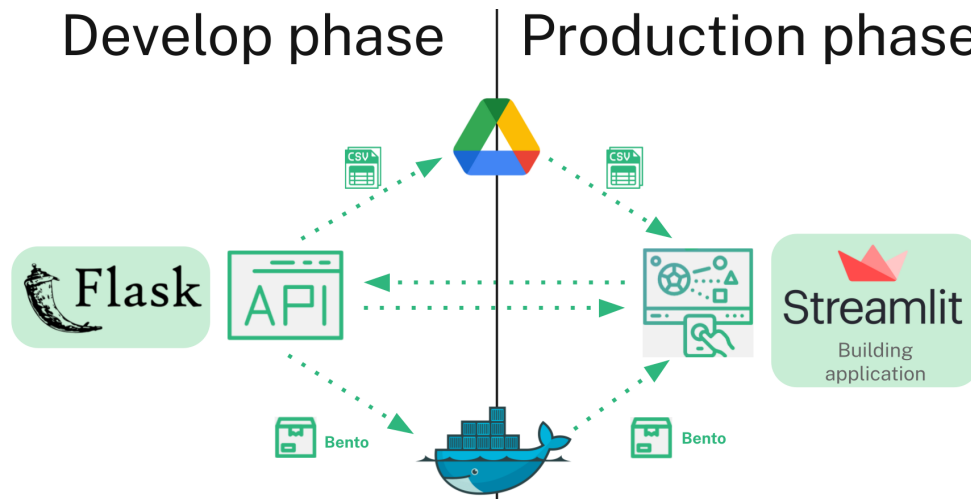 Develop phase
Production phase
CSV
CSV
Flask
API
Streamlit
Building
application
Bento
Bento